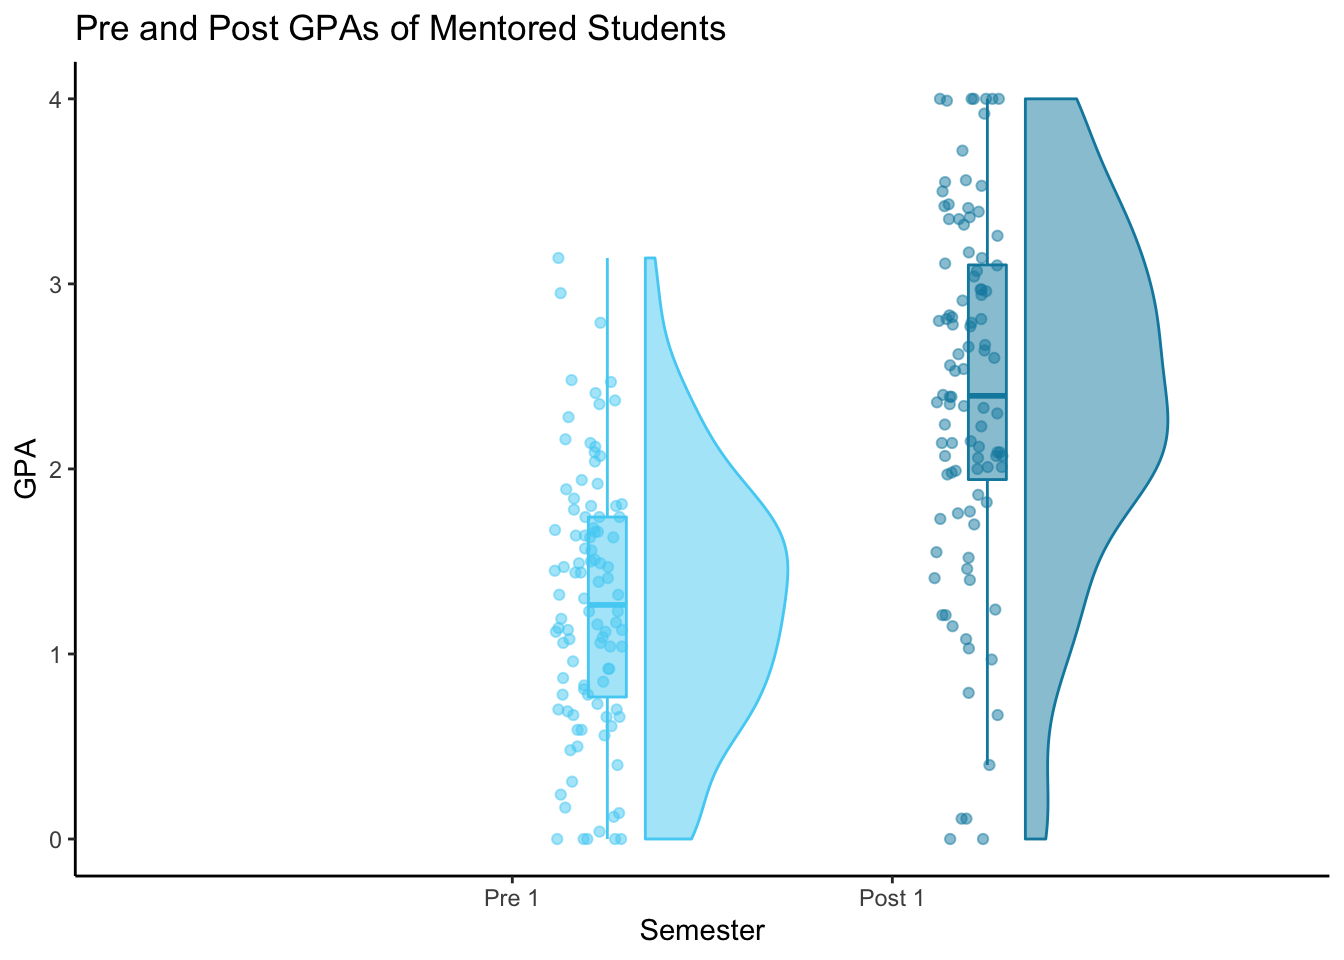 Pre and Post GPAs of Mentored Students
4
3
2
1
0
GPA
Pre 1
Post 1
Semester